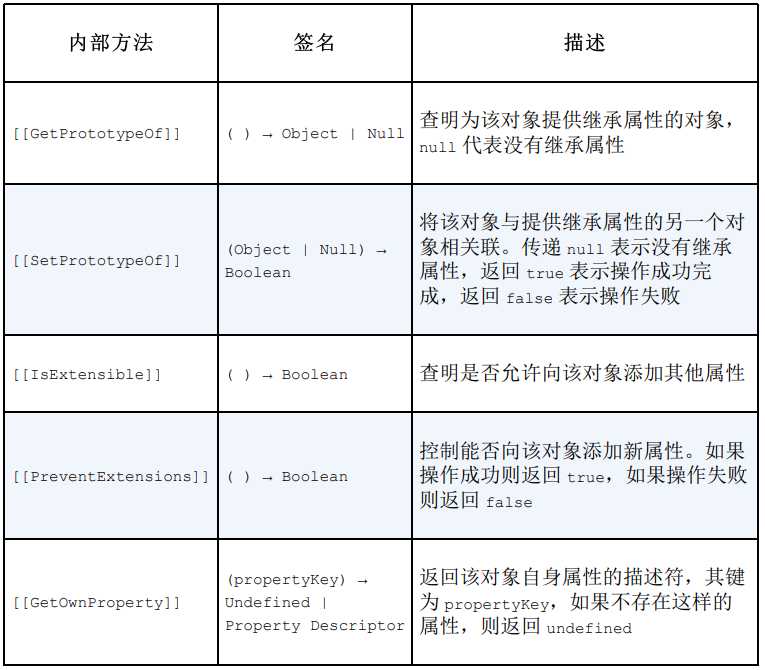 内部方法
签名
描述
[[GetPrototypeOf]]
( ) → Object | Null
查明为该对象提供继承属性的对象，
null 代表没有继承属性
[[SetPrototypeOf]]
(Object | Null) →
Boolean
将该对象与提供继承属性的另一个对
象相关联。传递 null 表示没有继承
属性，返回 true 表示操作成功完
成，返回 false 表示操作失败
[[IsExtensible]]
( ) → Boolean
查明是否允许向该对象添加其他属性
[[PreventExtensions]]
( ) → Boolean
控制能否向该对象添加新属性。如果
操作成功则返回 true，如果操作失败
则返回 false
[[GetOwnProperty]]
(propertyKey) →
Undefined |
Property Descriptor
返回该对象自身属性的描述符，其键
为 propertyKey，如果不存在这样的
属性，则返回 undefined